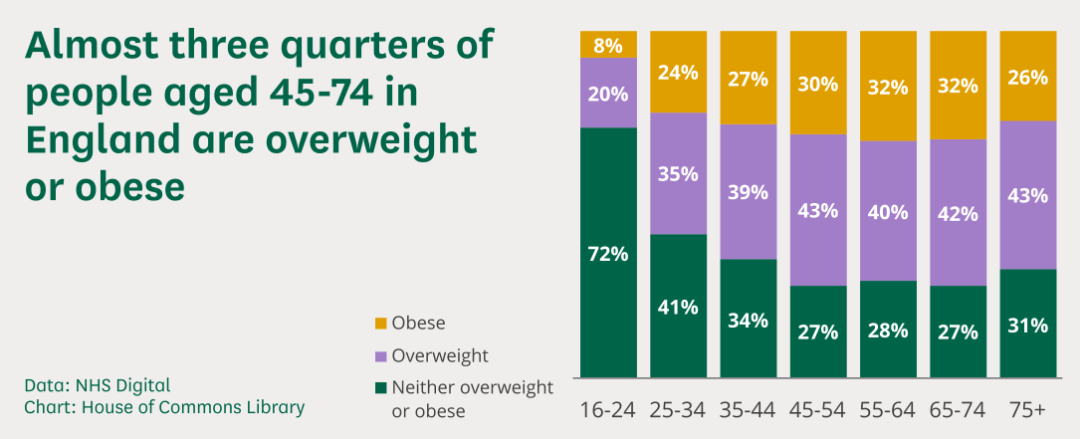 Almost three quarters of
people aged 45-74 in
England are overweight
or obese
Obese
Overweight
Neither overweight
or obese
Data: NHS Digital
Chart: House of Commons Library
8% 24% 27% 30% 32% 32% 26%
20% 35% 39% 43% 40% 42% 43%
72% 41% 34% 27% 28% 27% 31%
16-24 25-34 35-44 45-54 55-64 65-74 75+